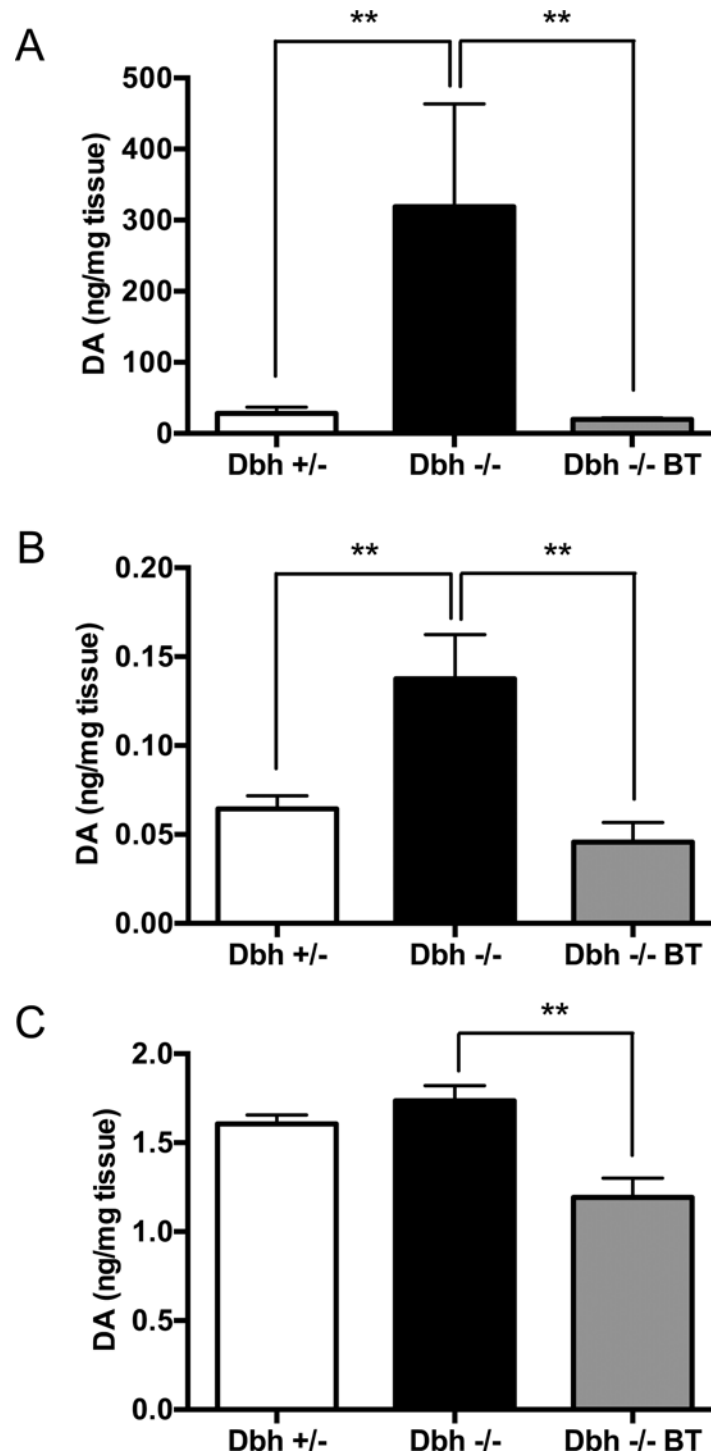 A
** **
DA (ng/mg tissue)
500
400
300
200
100
0
Dbh +/- Dbh -/- Dbh -/- BT
B
** **
DA (ng/mg tissue)
0.20
0.15
0.10
0.05
0.00
Dbh +/- Dbh -/- Dbh -/- BT
C
**
DA (ng/mg tissue)
2.0
1.5
1.0
0.5
0.0
Dbh +/- Dbh -/- Dbh -/- BT